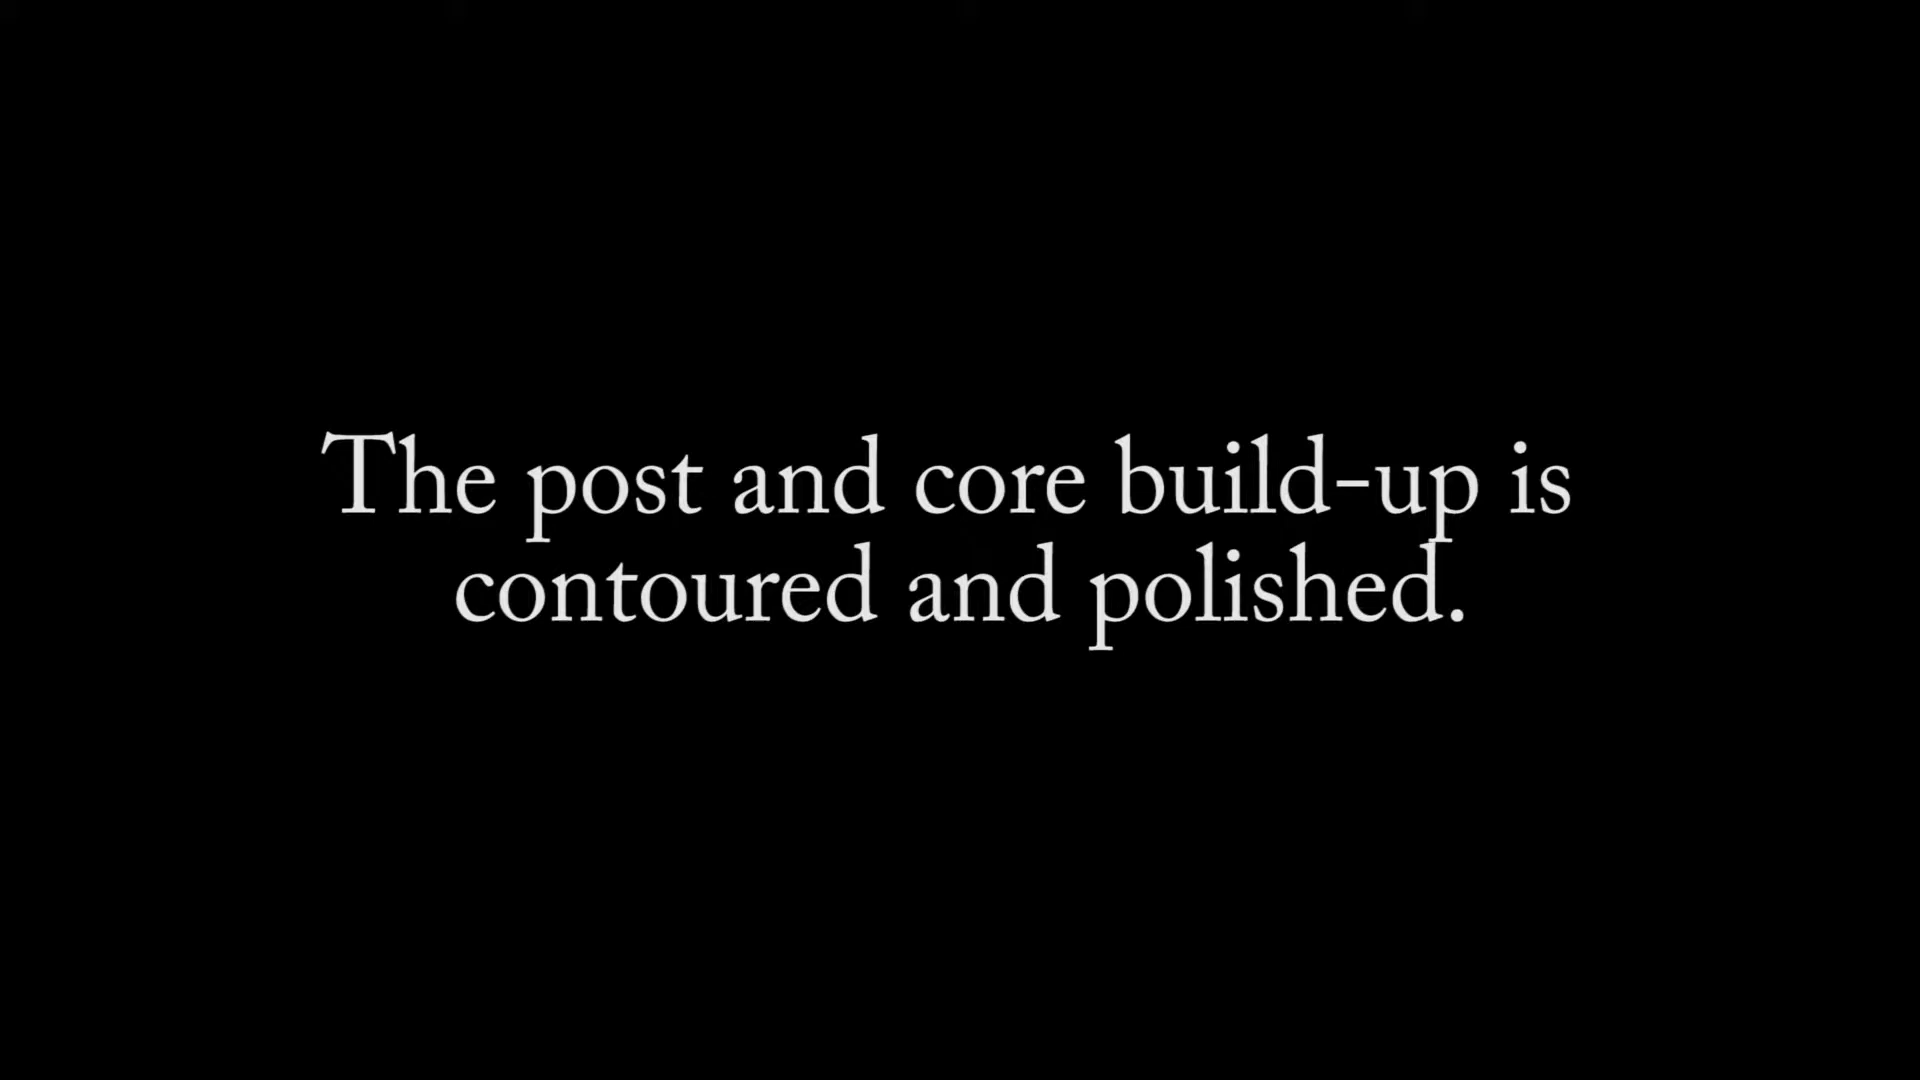 The post and core build-up is
contoured and polished.